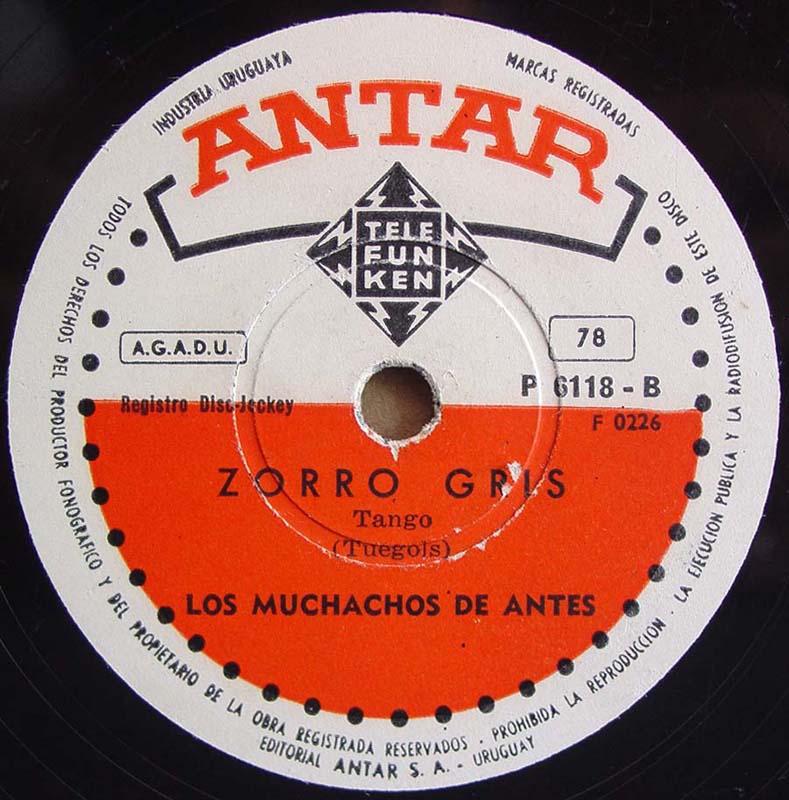 INDUSTRIA URUGUAYA
MARCAS REGISTRADAS
ANTAR
TELE
FUN
KEN
A.G.A.D.U.
78
Registro Disc-Jockey
P 6118 - B
F 0226
ZORRO GRIS
Tango
(Tuegols)
LOS MUCHACHOS DE ANTES
TODOS LOS DERECHOS DEL PRODUCTOR FONOGRAFICO Y DEL PROPIETARIO DE LA OBRA REGISTRADA RESERVADOS - PROHIBIDA LA REPRODUCCION - LA EJECUCION PUBLICA Y LA RADIODIFUSION DE ESTE DISCO
EDITORIAL ANTAR S. A. - URUGUAY